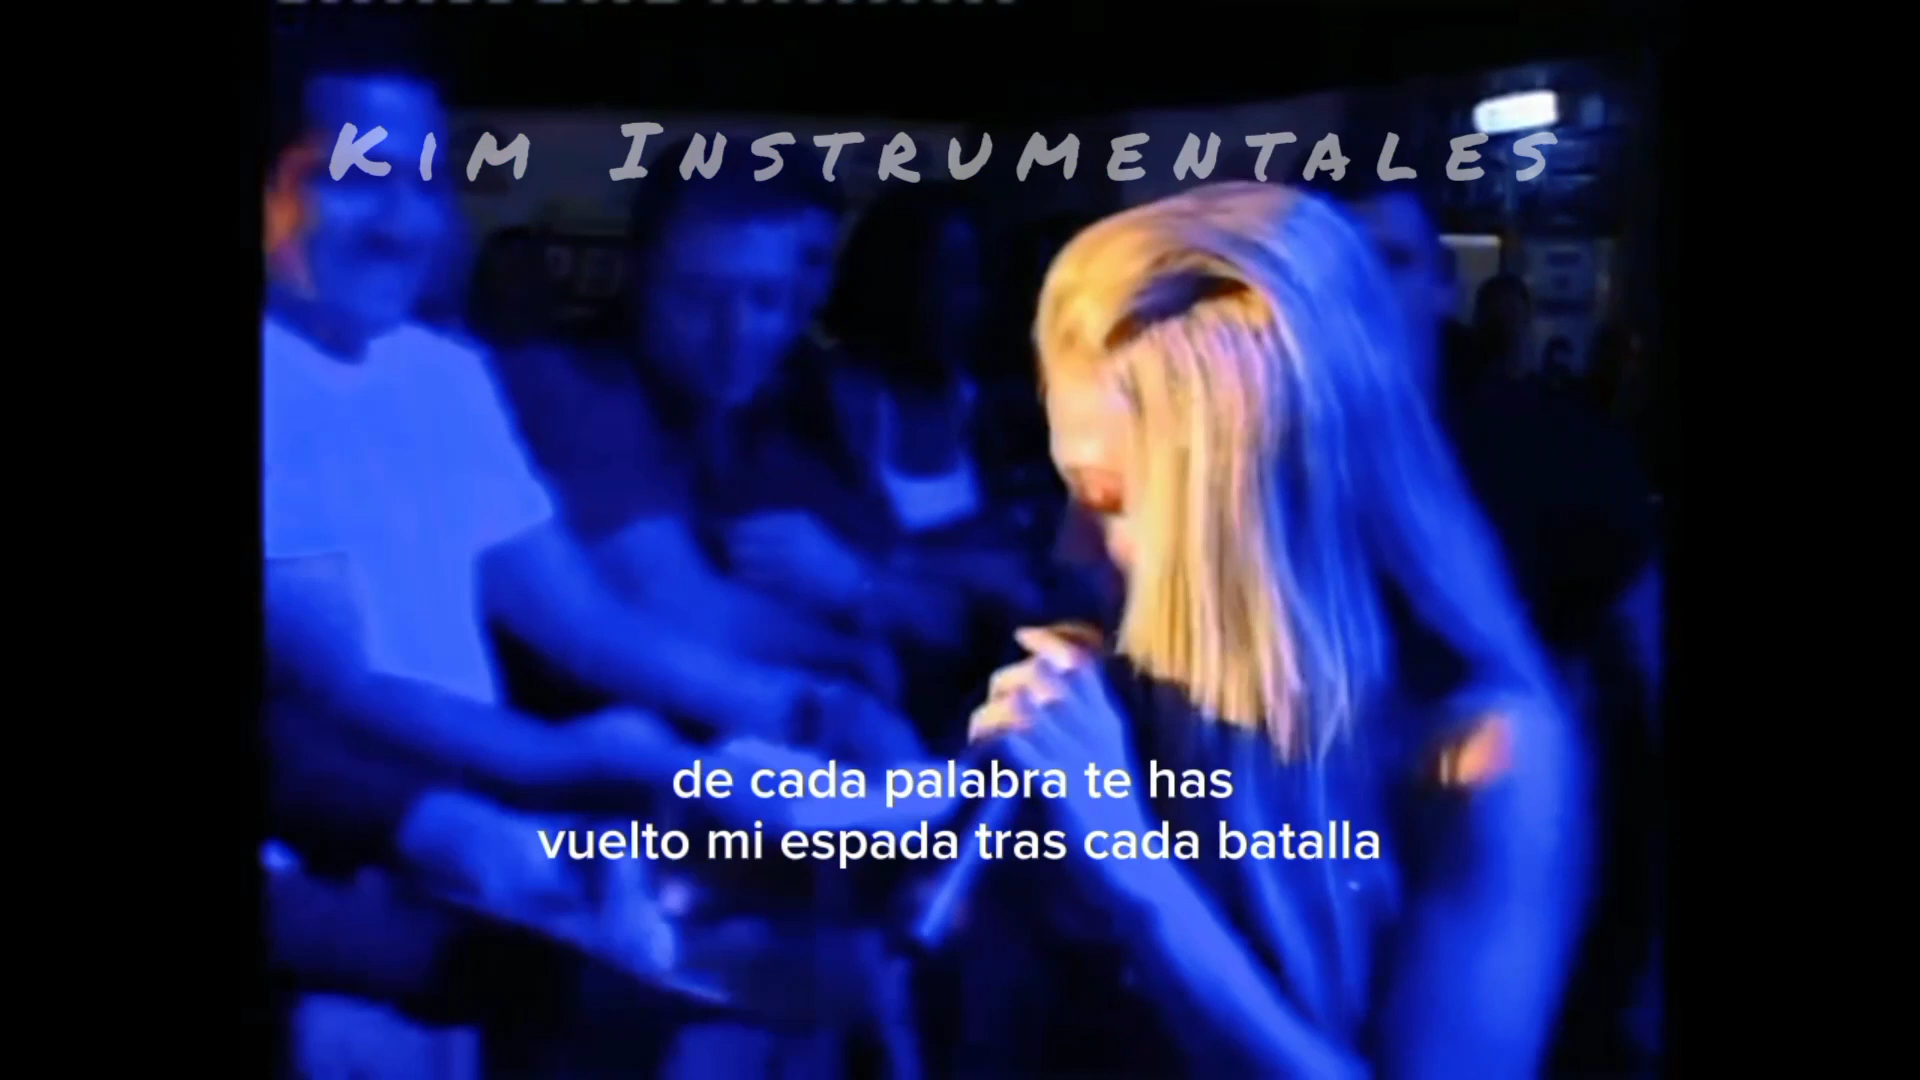 Kim Instrumentales
de cada palabra te has
vuelto mi espada tras cada batalla